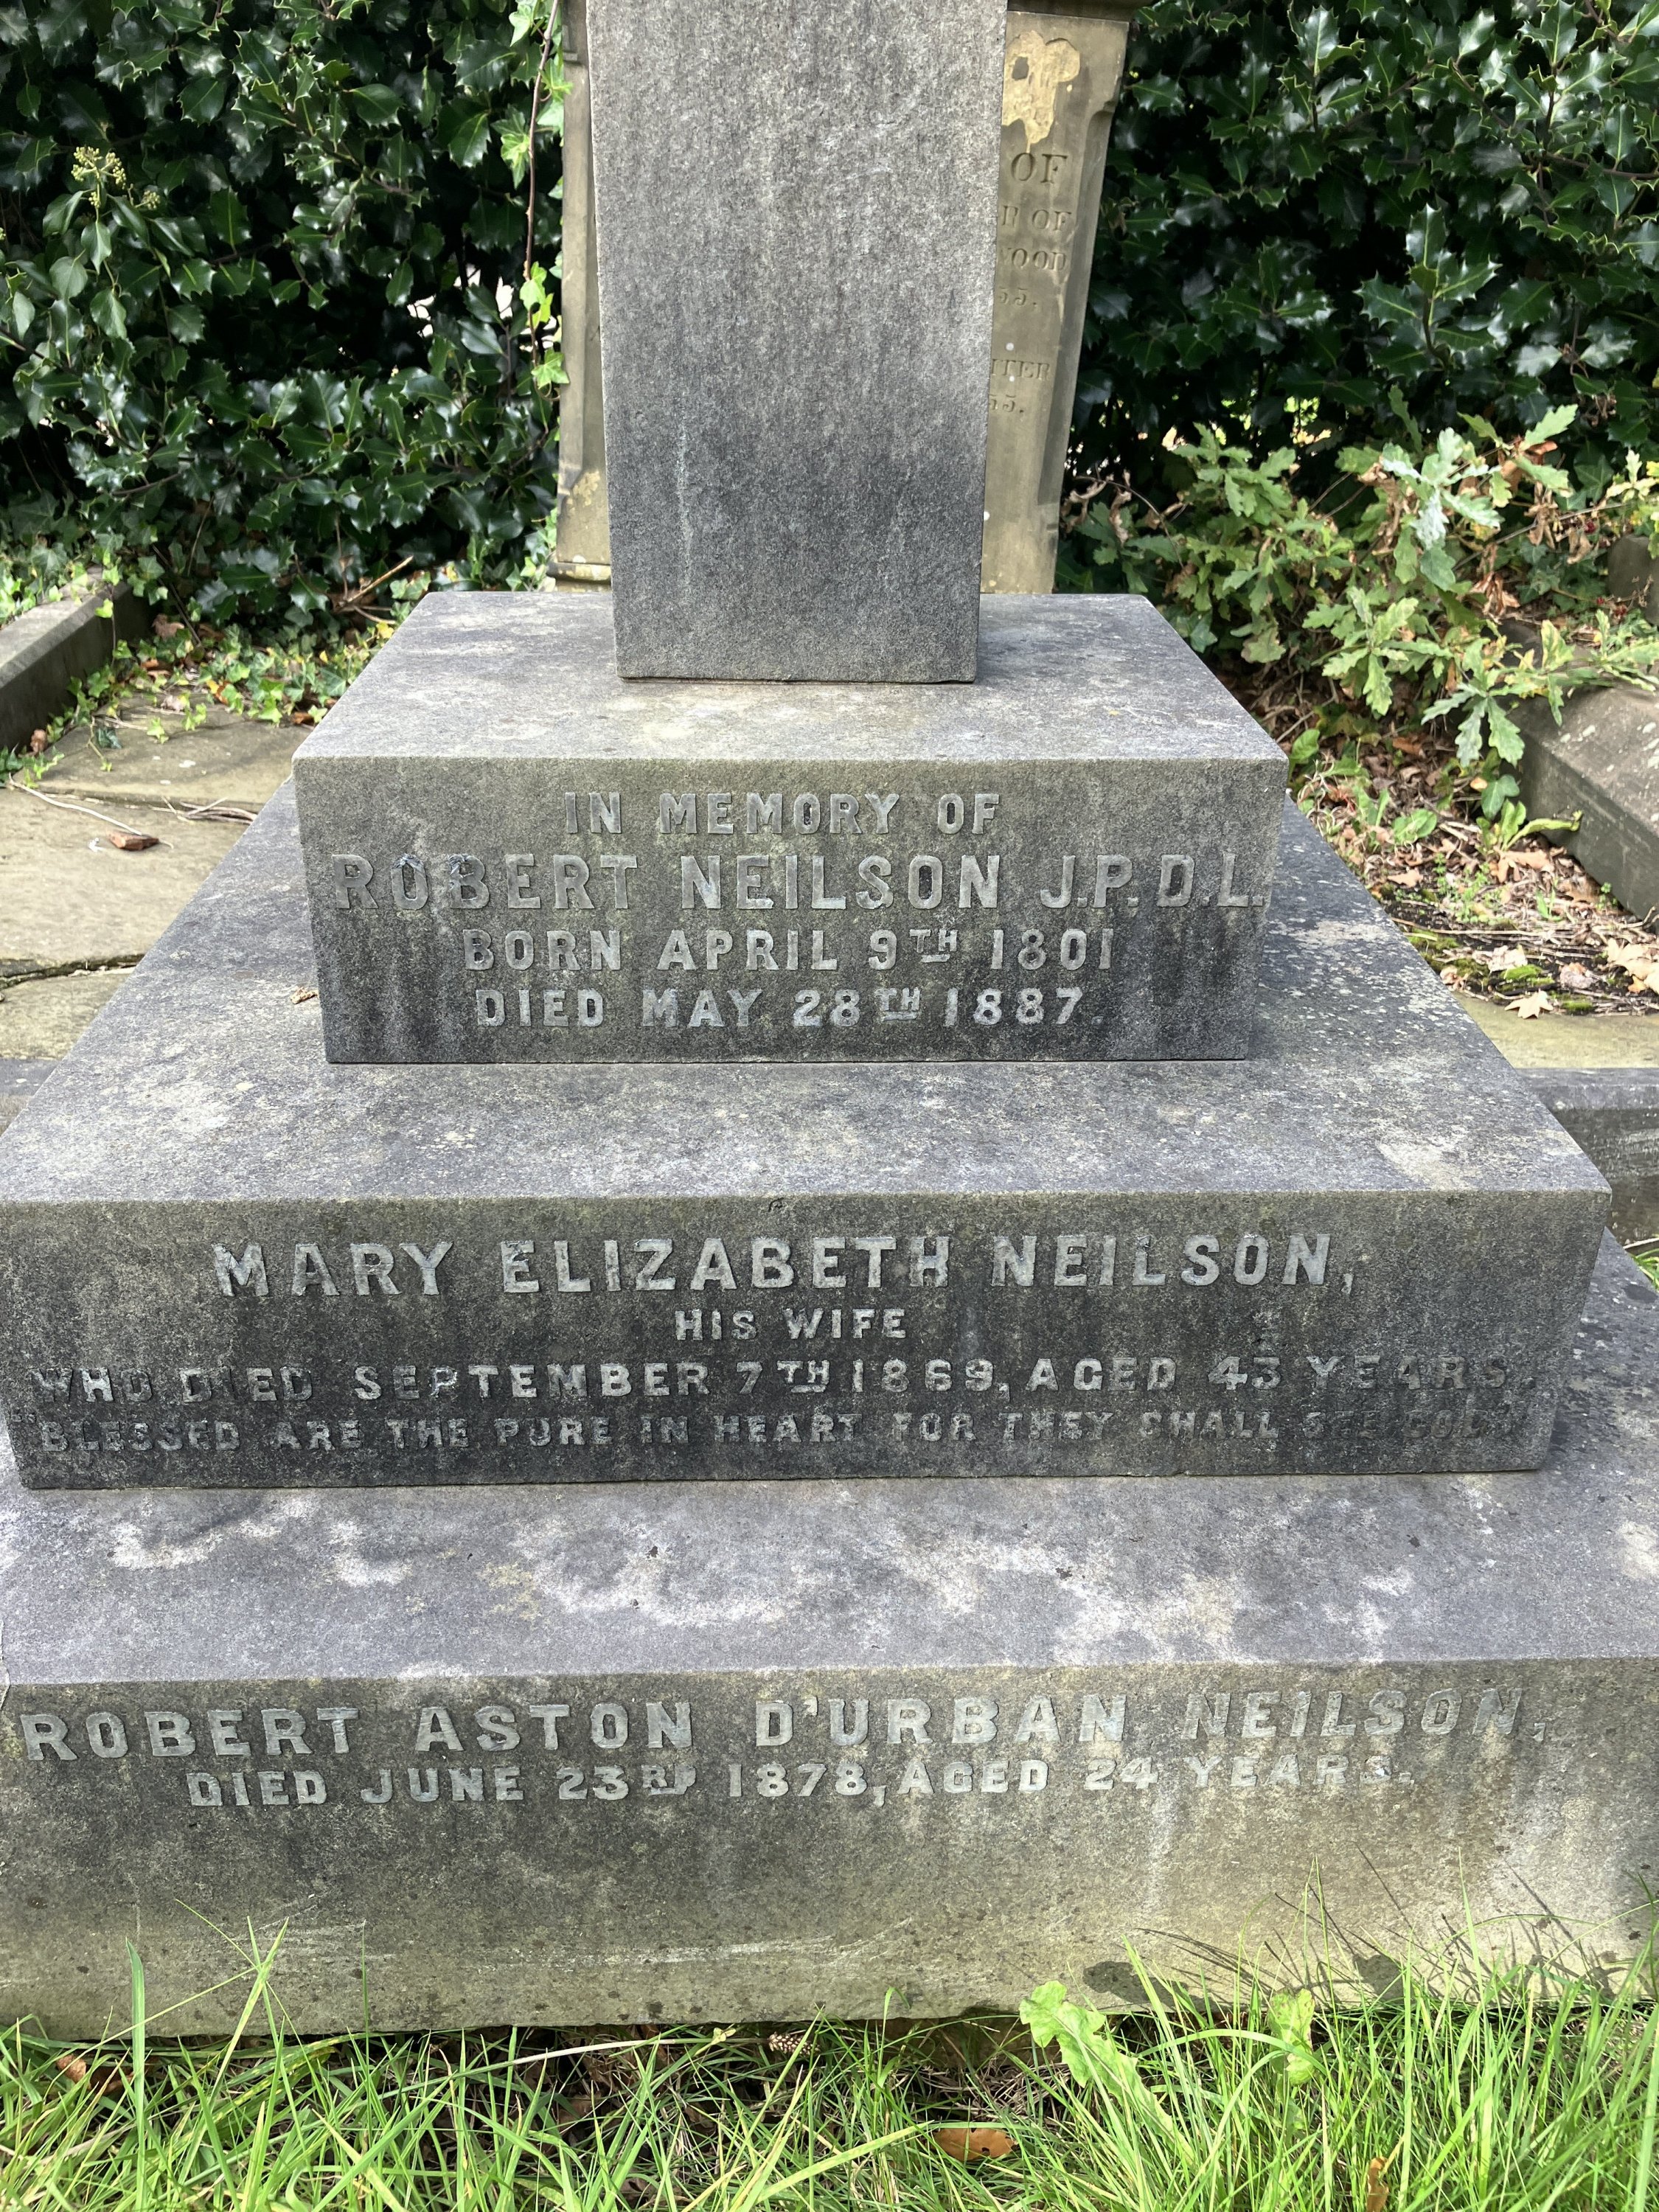 OF
OF
55.
IN MEMORY OF
ROBERT NEILSON J.P. D.L.
BORN APRIL 9TH 1801
DIED MAY 28TH 1887.
MARY ELIZABETH NEILSON,
HIS WIFE
WHO DIED SEPTEMBER 7TH 1869, AGED 43 YEARS.
"BLESSED ARE THE PURE IN HEART FOR THEY SHALL SEE GOD."
ROBERT ASTON D'URBAN NEILSON,
DIED JUNE 23RD 1878, AGED 24 YEARS.